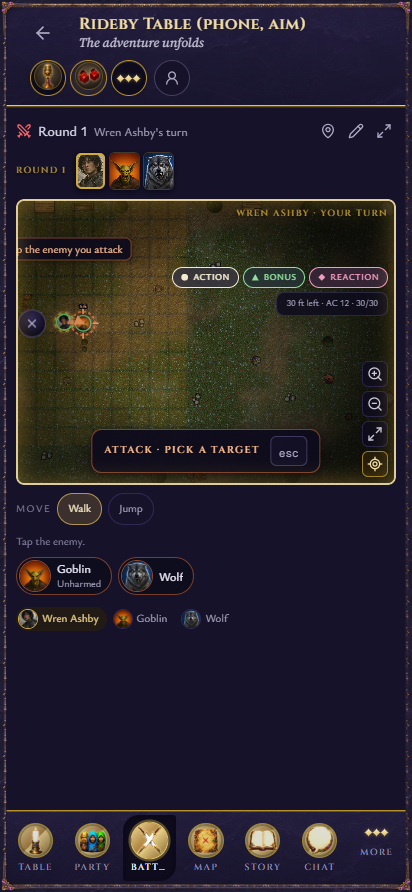 Rideby Table (phone, aim)
The adventure unfolds
Round 1 Wren Ashby's turn
ROUND 1
WREN ASHBY · YOUR TURN
p the enemy you attack
ACTION BONUS REACTION
30 ft left · AC 12 · 30/30
ATTACK · PICK A TARGET esc
MOVE Walk Jump
Tap the enemy.
Goblin
Unharmed
Wolf
Wren Ashby Goblin Wolf
TABLE PARTY BATT... MAP STORY CHAT MORE